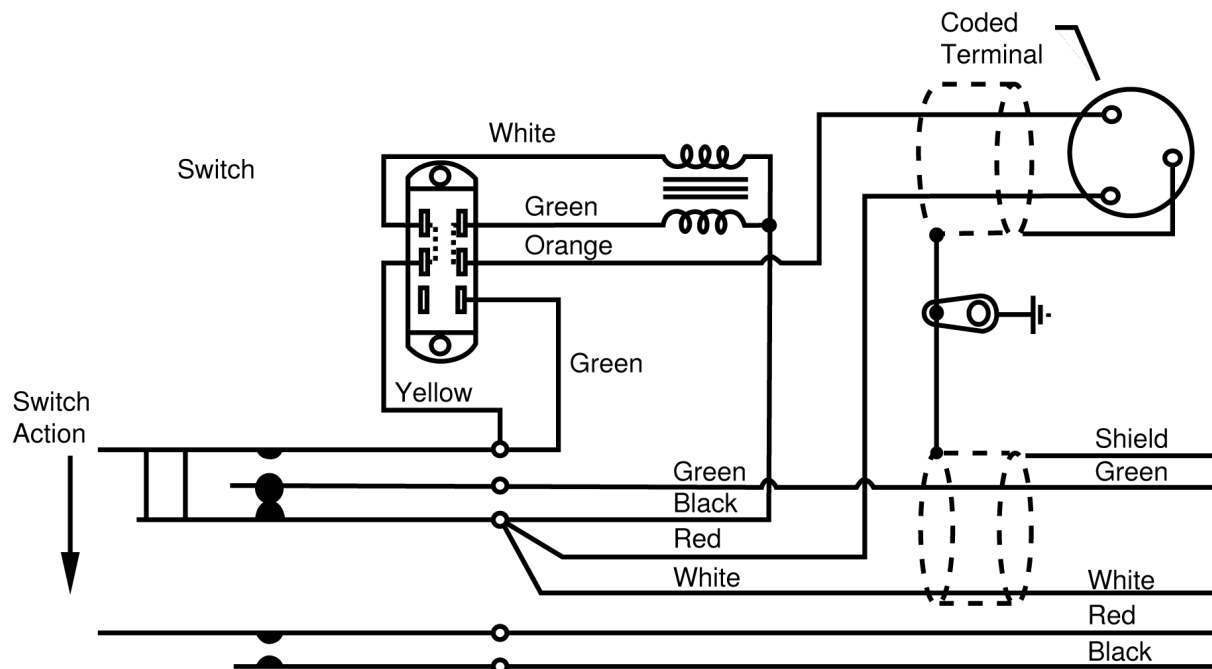 Coded
Terminal
White
Switch
Green
Orange
Green
Yellow
Switch
Action
Shield
Green
Green
Black
Red
White
White
Red
Black